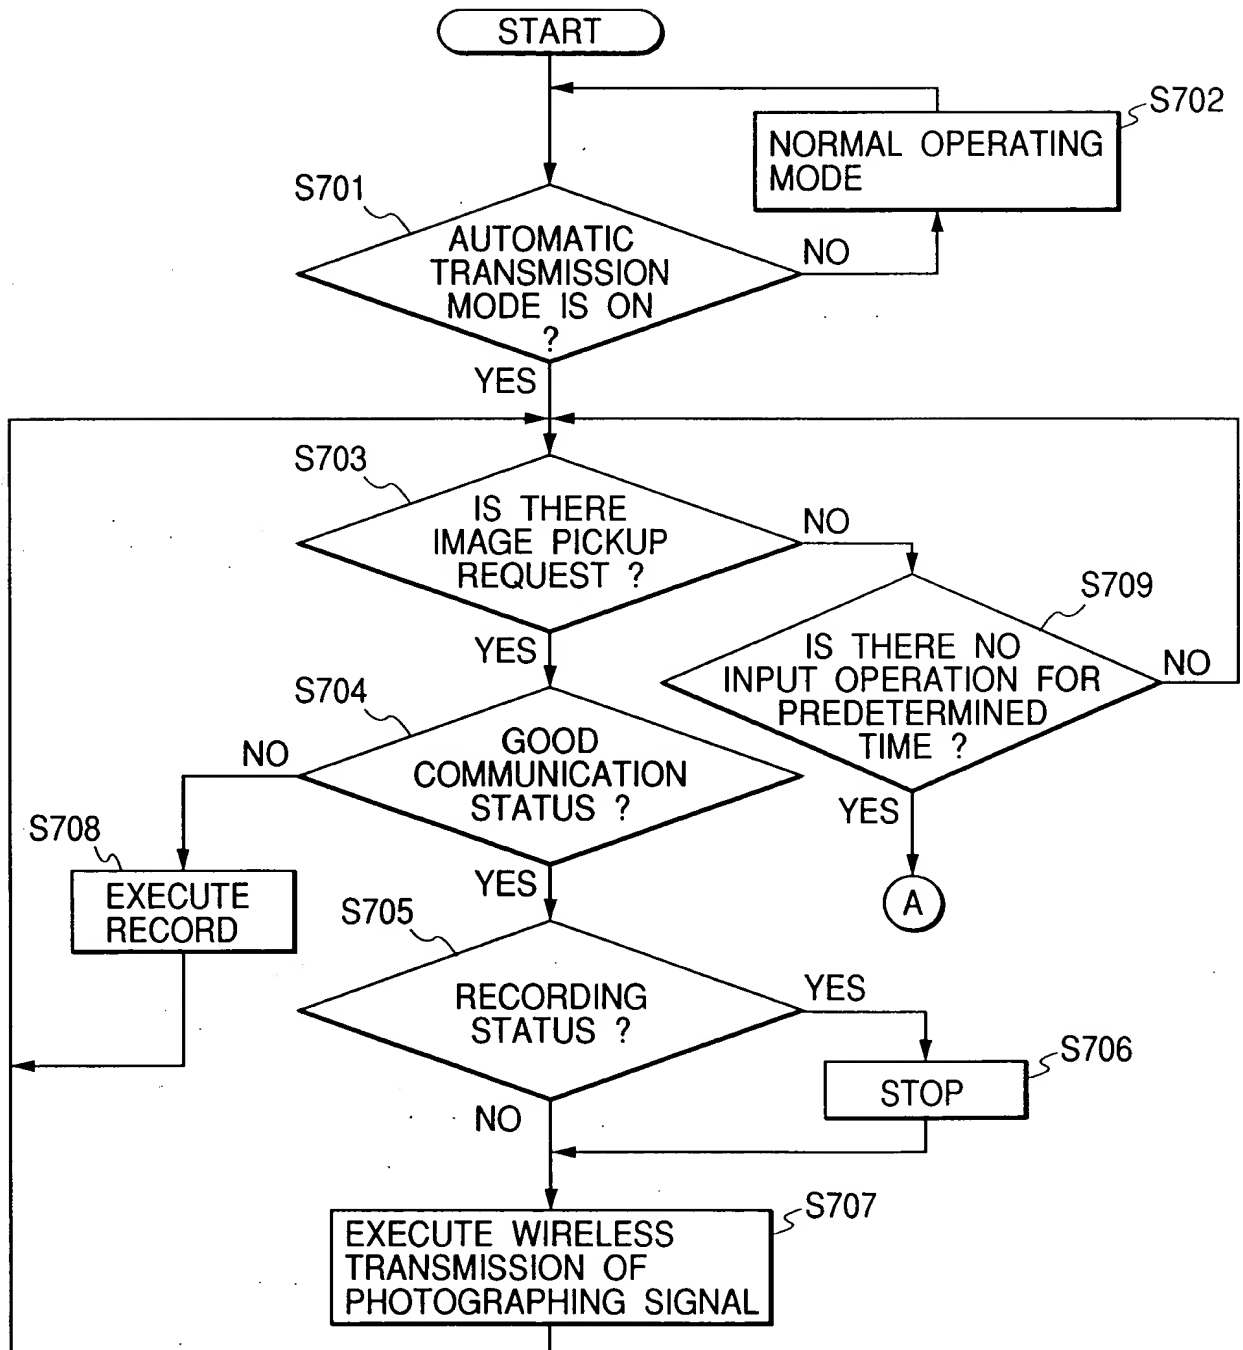 START
S702
NORMAL OPERATING
MODE
S701
AUTOMATIC
TRANSMISSION
MODE IS ON
?
NO
YES
S703
IS THERE
IMAGE PICKUP
REQUEST ?
NO
S709
IS THERE NO
INPUT OPERATION FOR
PREDETERMINED
TIME ?
NO
YES
A
YES
S704
GOOD
COMMUNICATION
STATUS ?
NO
S708
EXECUTE
RECORD
YES
S705
RECORDING
STATUS ?
YES
S706
STOP
NO
S707
EXECUTE WIRELESS
TRANSMISSION OF
PHOTOGRAPHING SIGNAL